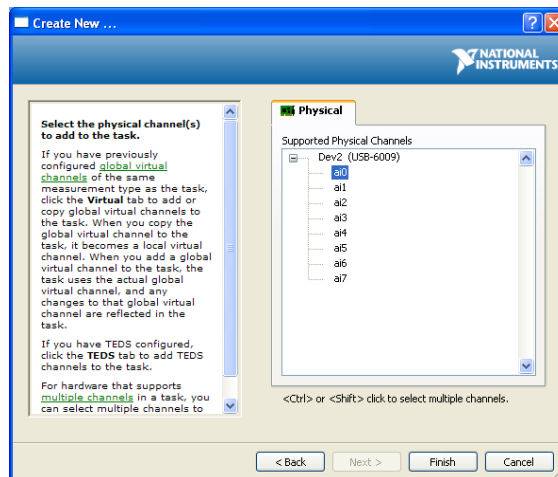 Create New ...
NATIONAL
INSTRUMENTS
Select the physical channel(s)
to add to the task.
If you have previously
configured global virtual
channels of the same
measurement type as the task,
click the Virtual tab to add or
copy global virtual channels to
the task. When you copy the
global virtual channel to the
task, it becomes a local virtual
channel. When you add a global
virtual channel to the task, the
task uses the actual global
virtual channel, and any
changes to that global virtual
channel are reflected in the
task.
If you have TEDS configured,
click the TEDS tab to add TEDS
channels to the task.
For hardware that supports
multiple channels in a task, you
can select multiple channels to
Physical
Supported Physical Channels
Dev2 (USB-6009)
ai0
ai1
ai2
ai3
ai4
ai5
ai6
ai7
<Ctrl> or <Shift> click to select multiple channels.
< Back
Next >
Finish
Cancel